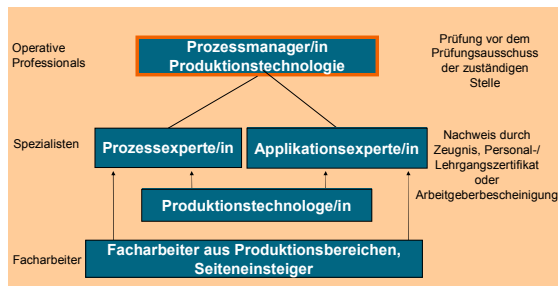 Operative
Professionals
Prozessmanager/in
Produktionstechnologie
Prüfung vor dem
Prüfungsausschuss
der zuständigen
Stelle
Spezialisten
Prozessexperte/in
Applikationsexperte/in
Nachweis durch
Zeugnis, Personal-/
Lehrgangszertifikat
oder
Arbeitgeberbescheinigung
Produktionstechnologe/in
Facharbeiter
Facharbeiter aus Produktionsbereichen,
Seiteneinsteiger